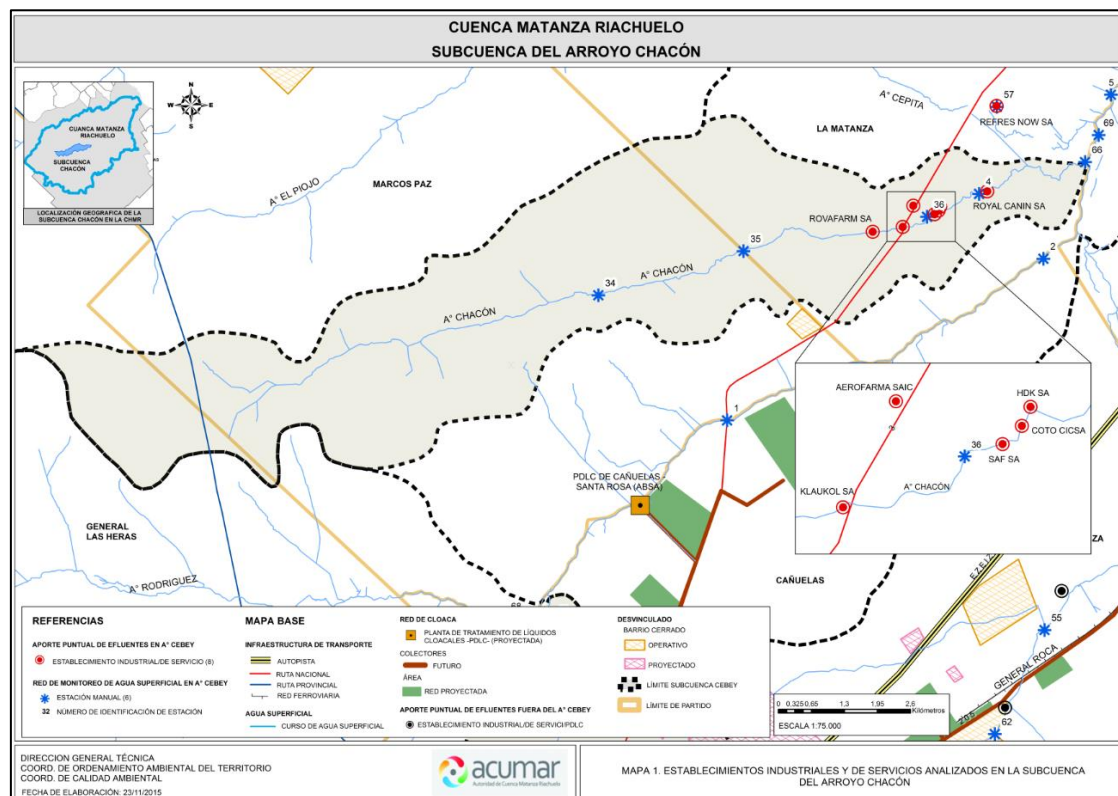 CUENCA MATANZA RIACHUELO
SUBCUENCA DEL ARROYO CHACÓN
CUENCA MATANZA
RIACHUELO
SUBCUENCA
CHACÓN
LOCALIZACIÓN GEOGRAFICA DE LA
SUBCUENCA CHACÓN EN LA CHMR
N
W
E
S
A° EL PIOJO
MARCOS PAZ
LA MATANZA
A° CEPITA
57
REFRES NOW SA
5
69
66
4
ROYAL CANIN SA
36
ROVAFARM SA
35
2
A° CHACÓN
34
A° CHACÓN
1
PDLC DE CAÑUELAS -
SANTA ROSA (ABSA)
AEROFARMA SAIC
3
HDK SA
COTO CICSA
36
SAF SA
A° CHACÓN
KLAUKOL SA
GENERAL
LAS HERAS
A° RODRIGUEZ
68
CAÑUELAS
EZEIZ
ZA
55
GENERAL ROCA
205
62
REFERENCIAS
APORTE PUNTUAL DE EFLUENTES EN A° CEBEY
ESTABLECIMIENTO INDUSTRIAL/DE SERVICIO (8)
RED DE MONITOREO DE AGUA SUPERFICIAL EN A° CEBEY
ESTACIÓN MANUAL (6)
32 NÚMERO DE IDENTIFICACIÓN DE ESTACIÓN
MAPA BASE
INFRAESTRUCTURA DE TRANSPORTE
AUTOPISTA
RUTA NACIONAL
RUTA PROVINCIAL
RED FERROVIARIA
AGUA SUPERFICIAL
CURSO DE AGUA SUPERFICIAL
RED DE CLOACA
PLANTA DE TRATAMIENTO DE LÍQUIDOS
CLOACALES -PDLC- (PROYECTADA)
COLECTORES
FUTURO
ÁREA
RED PROYECTADA
APORTE PUNTUAL DE EFLUENTES FUERA DEL A° CEBEY
ESTABLECIMIENTO INDUSTRIAL/DE SERVICI/PDLC
DESVINCULADO
BARRIO CERRADO
OPERATIVO
PROYECTADO
LÍMITE SUBCUENCA CEBEY
LÍMITE DE PARTIDO
0 0.325 0.65 1.3 1.95 2.6
Kilómetros
ESCALA 1:75.000
DIRECCION GENERAL TÉCNICA
COORD. DE ORDENAMIENTO AMBIENTAL DEL TERRITORIO
COORD. DE CALIDAD AMBIENTAL
FECHA DE ELABORACIÓN: 23/11/2015
acumar
Autoridad de Cuenca Matanza Riachuelo
MAPA 1. ESTABLECIMIENTOS INDUSTRIALES Y DE SERVICIOS ANALIZADOS EN LA SUBCUENCA
DEL ARROYO CHACÓN